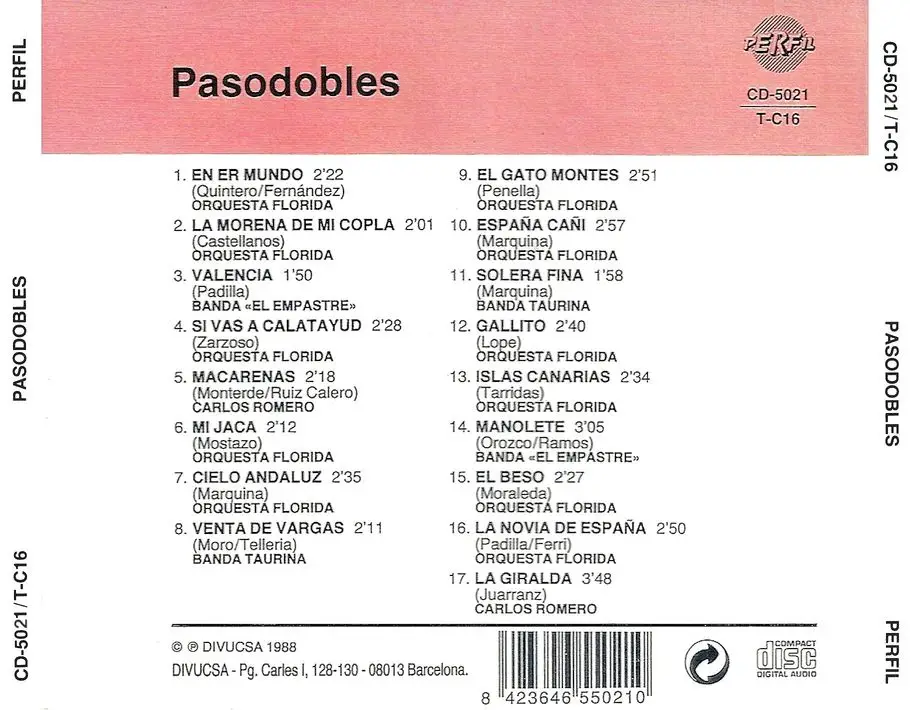 PERFIL
PASODOBLES
CD-5021/T-C16
Pasodobles
PERFIL
CD-5021
T-C16
1. EN ER MUNDO 2'22
(Quintero/Fernández)
ORQUESTA FLORIDA
2. LA MORENA DE MI COPLA 2'01
(Castellanos)
ORQUESTA FLORIDA
3. VALENCIA 1'50
(Padilla)
BANDA «EL EMPASTRE»
4. SI VAS A CALATAYUD 2'28
(Zarzoso)
ORQUESTA FLORIDA
5. MACARENAS 2'18
(Monterde/Ruiz Calero)
CARLOS ROMERO
6. MI JACA 2'12
(Mostazo)
ORQUESTA FLORIDA
7. CIELO ANDALUZ 2'35
(Marquina)
ORQUESTA FLORIDA
8. VENTA DE VARGAS 2'11
(Moro/Telleria)
BANDA TAURINA
9. EL GATO MONTES 2'51
(Penella)
ORQUESTA FLORIDA
10. ESPAÑA CAÑI 2'57
(Marquina)
ORQUESTA FLORIDA
11. SOLERA FINA 1'58
(Marquina)
BANDA TAURINA
12. GALLITO 2'40
(Lope)
ORQUESTA FLORIDA
13. ISLAS CANARIAS 2'34
(Tarridas)
ORQUESTA FLORIDA
14. MANOLETE 3'05
(Orozco/Ramos)
BANDA «EL EMPASTRE»
15. EL BESO 2'27
(Moraleda)
ORQUESTA FLORIDA
16. LA NOVIA DE ESPAÑA 2'50
(Padilla/Ferri)
ORQUESTA FLORIDA
17. LA GIRALDA 3'48
(Juarranz)
CARLOS ROMERO
© ℗ DIVUCSA 1988
DIVUCSA - Pg. Carles I, 128-130 - 08013 Barcelona.
8 423646 550210
COMPACT
disc
DIGITAL AUDIO
CD-5021/T-C16
PASODOBLES
PERFIL